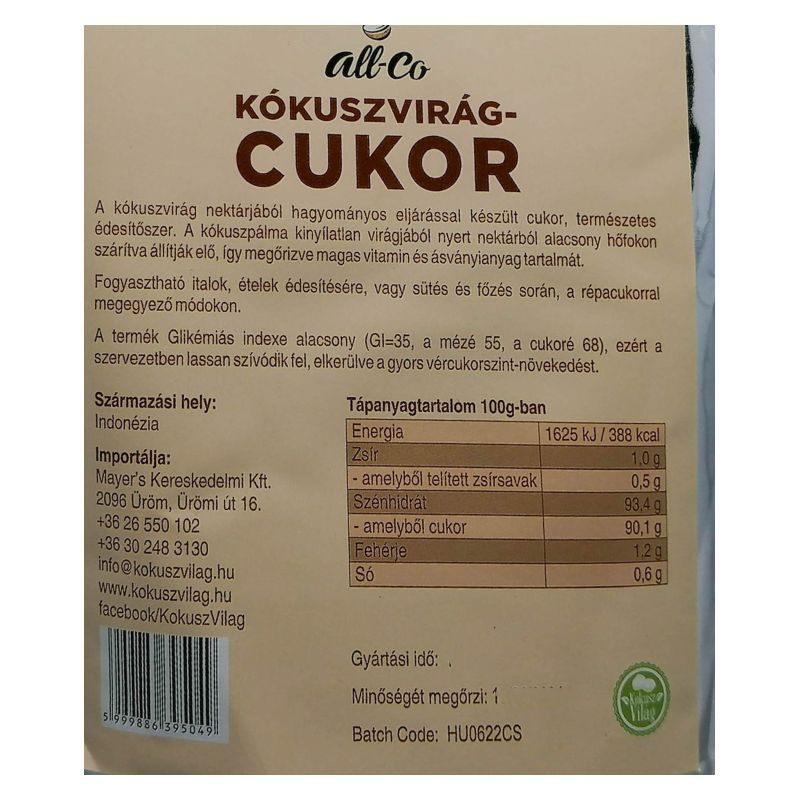 all-Co
KÓKUSZVIRÁG-
CUKOR
A kókuszvirág nektárjából hagyományos eljárással készült cukor, természetes
édesítőszer. A kókuszpálma kinyílatlan virágjából nyert nektárból alacsony hőfokon
szárítva állítják elő, így megőrizve magas vitamin és ásványianyag tartalmát.
Fogyasztható italok, ételek édesítésére, vagy sütés és főzés során, a répacukorral
megegyező módokon.
A termék Glikémiás indexe alacsony (GI=35, a mézé 55, a cukoré 68), ezért a
szervezetben lassan szívódik fel, elkerülve a gyors vércukorszint-növekedést.
Származási hely:
Indonézia
Importálja:
Mayer's Kereskedelmi Kft.
2096 Üröm, Ürömi út 16.
+36 26 550 102
+36 30 248 3130
info@kokuszvilag.hu
www.kokuszvilag.hu
facebook/KokuszVilag
5 999886 395049
Tápanyagtartalom 100g-ban
Energia 1625 kJ / 388 kcal
Zsír 1,0 g
- amelyből telített zsírsavak 0,5 g
Szénhidrát 93,4 g
- amelyből cukor 90,1 g
Fehérje 1,2 g
Só 0,6 g
Gyártási idő:
Minőségét megőrzi: 1
Batch Code: HU0622CS
Kókusz
Világ